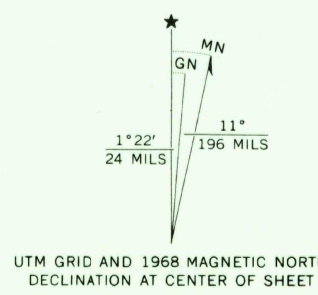 MN
GN
1°22'
24 MILS
11°
196 MILS
UTM GRID AND 1968 MAGNETIC NORT
DECLINATION AT CENTER OF SHEET